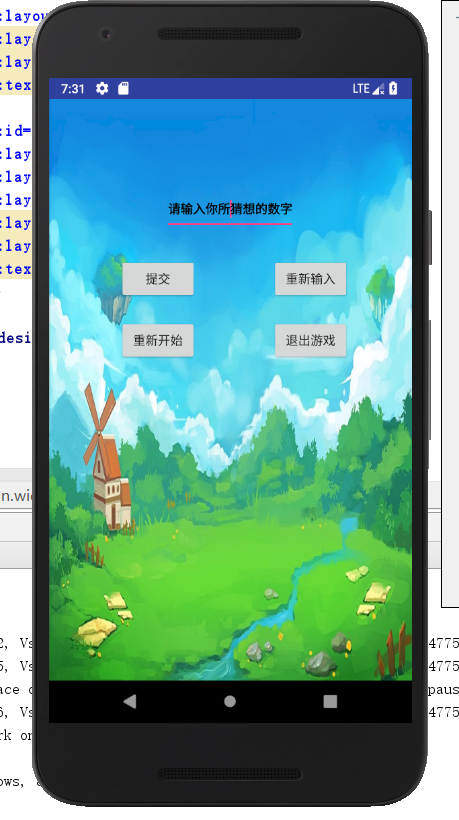 :layou
:lay
:lay
:tex
:id=
:lay
:lay
:lay
:lay
:lay
:tex
desi
n.wid
7:31 LTE
请输入你所猜想的数字
提交 重新输入
重新开始 退出游戏
2, Vs 4775
5, Vs 4775
ace o paus
6, Vs 4775
rk on
ows,